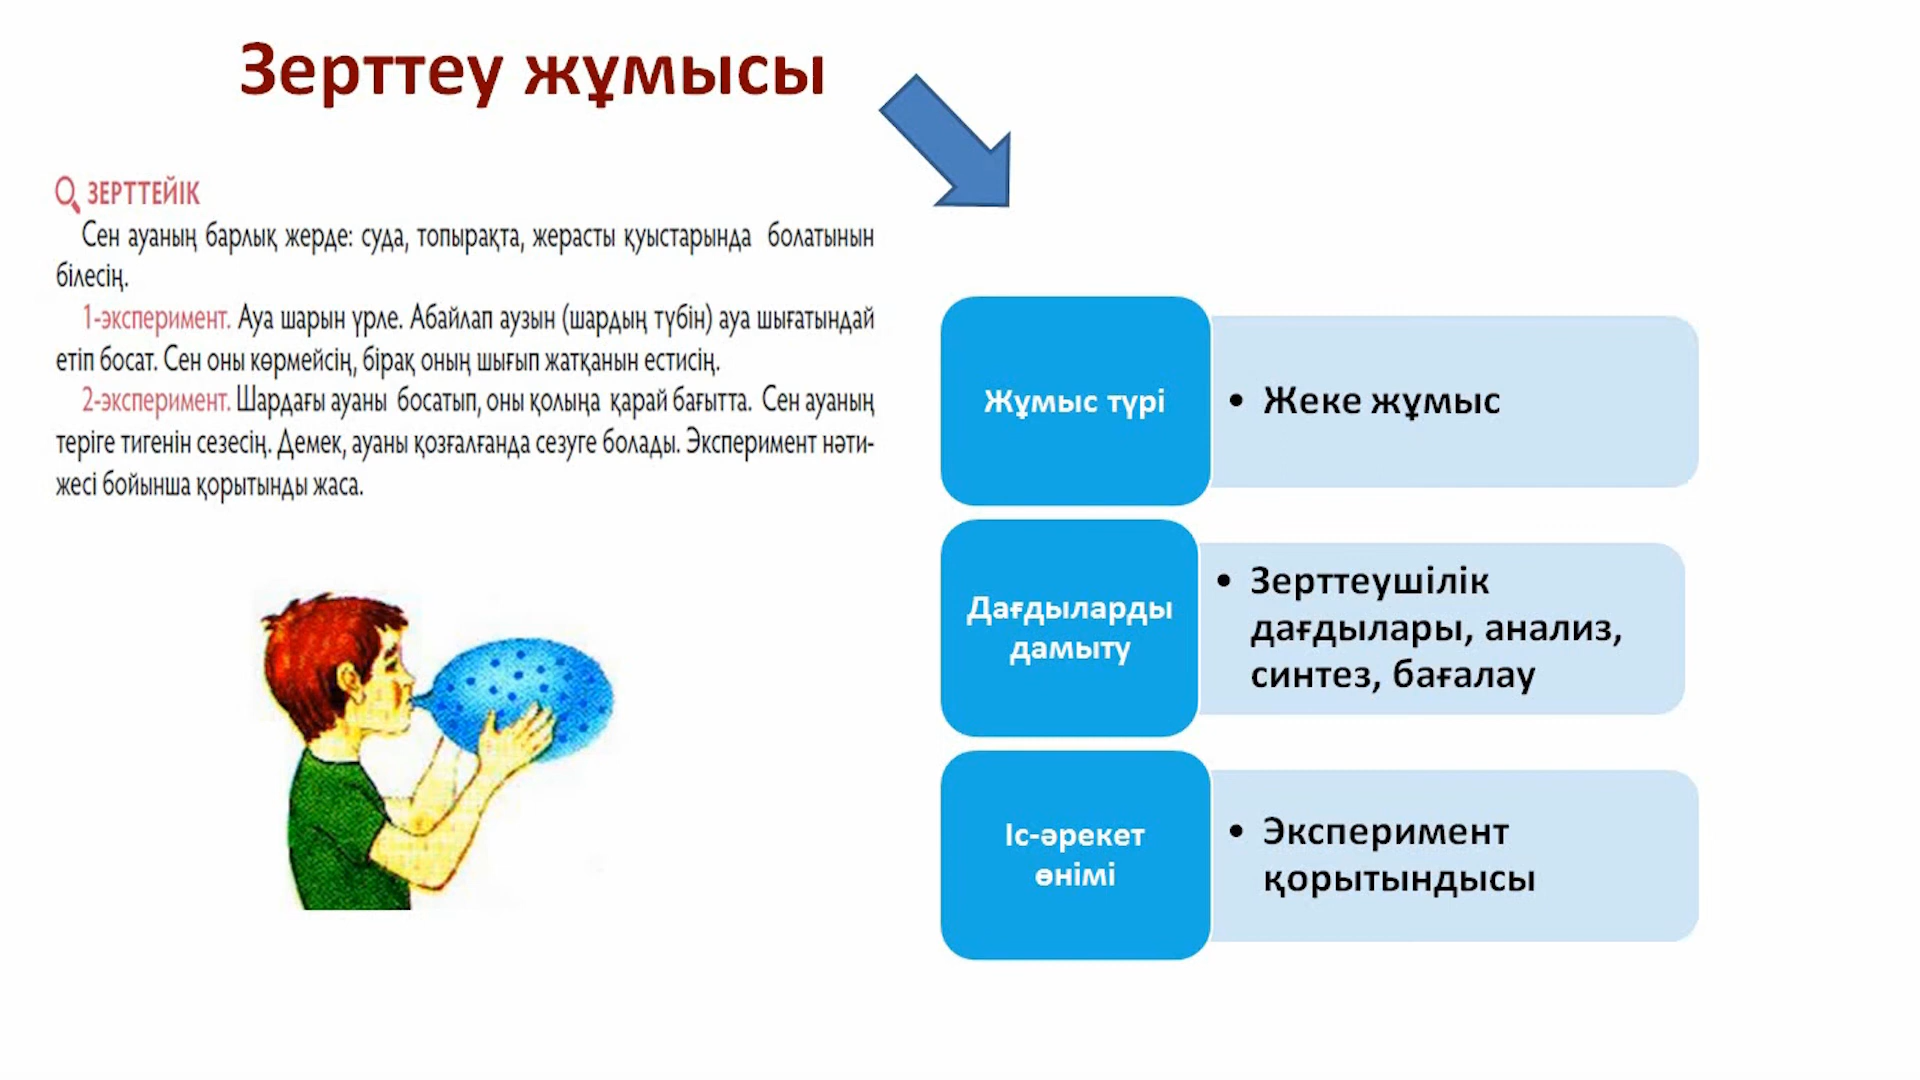 Зерттеу жұмысы
ЗЕРТТЕЙІК
Сен ауаның барлық жерде: суда, топырақта, жерасты қуыстарында болатынын
білесің.
1-эксперимент. Ауа шарын үрле. Абайлап аузын (шардың түбін) ауа шығатындай
етіп босат. Сен оны көрмейсің, бірақ оның шығып жатқанын естисің.
2-эксперимент. Шардағы ауаны босатып, оны қолыңа қарай бағытта. Сен ауаның
теріге тигенін сезесің. Демек, ауаны қозғалғанда сезуге болады. Эксперимент нәти-
жесі бойынша қорытынды жаса.
Жұмыс түрі
• Жеке жұмыс
Дағдыларды
дамыту
• Зерттеушілік
дағдылары, анализ,
синтез, бағалау
Іс-әрекет
өнімі
• Эксперимент
қорытындысы